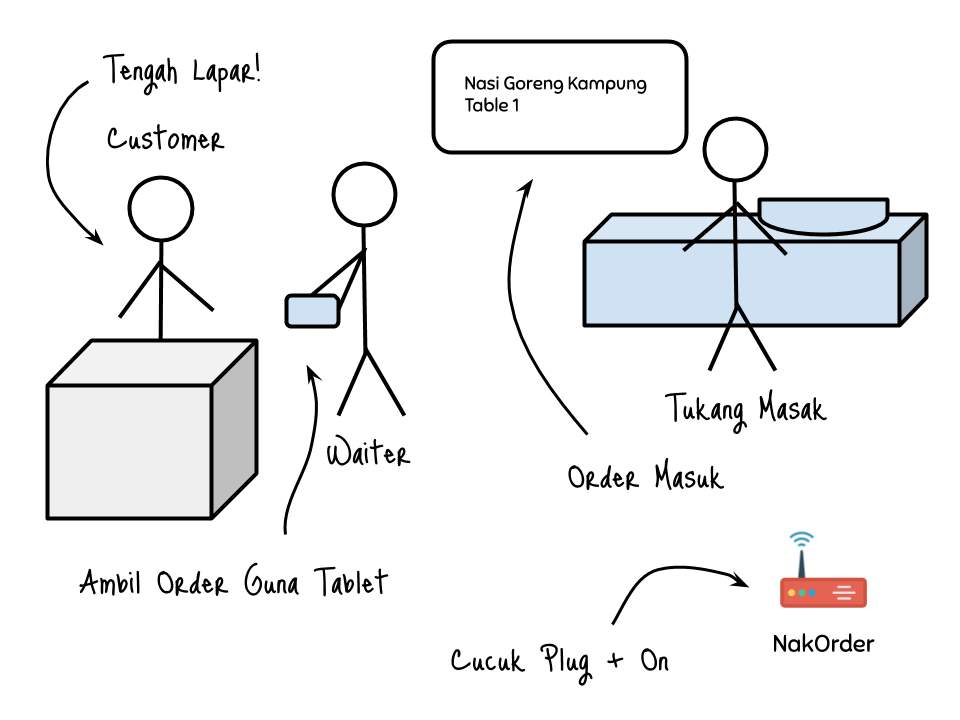 Tengah Lapar!
Customer
Nasi Goreng Kampung
Table 1
Waiter
Tukang Masak
Order Masuk
Ambil Order Guna Tablet
NakOrder
Cucuk Plug + On